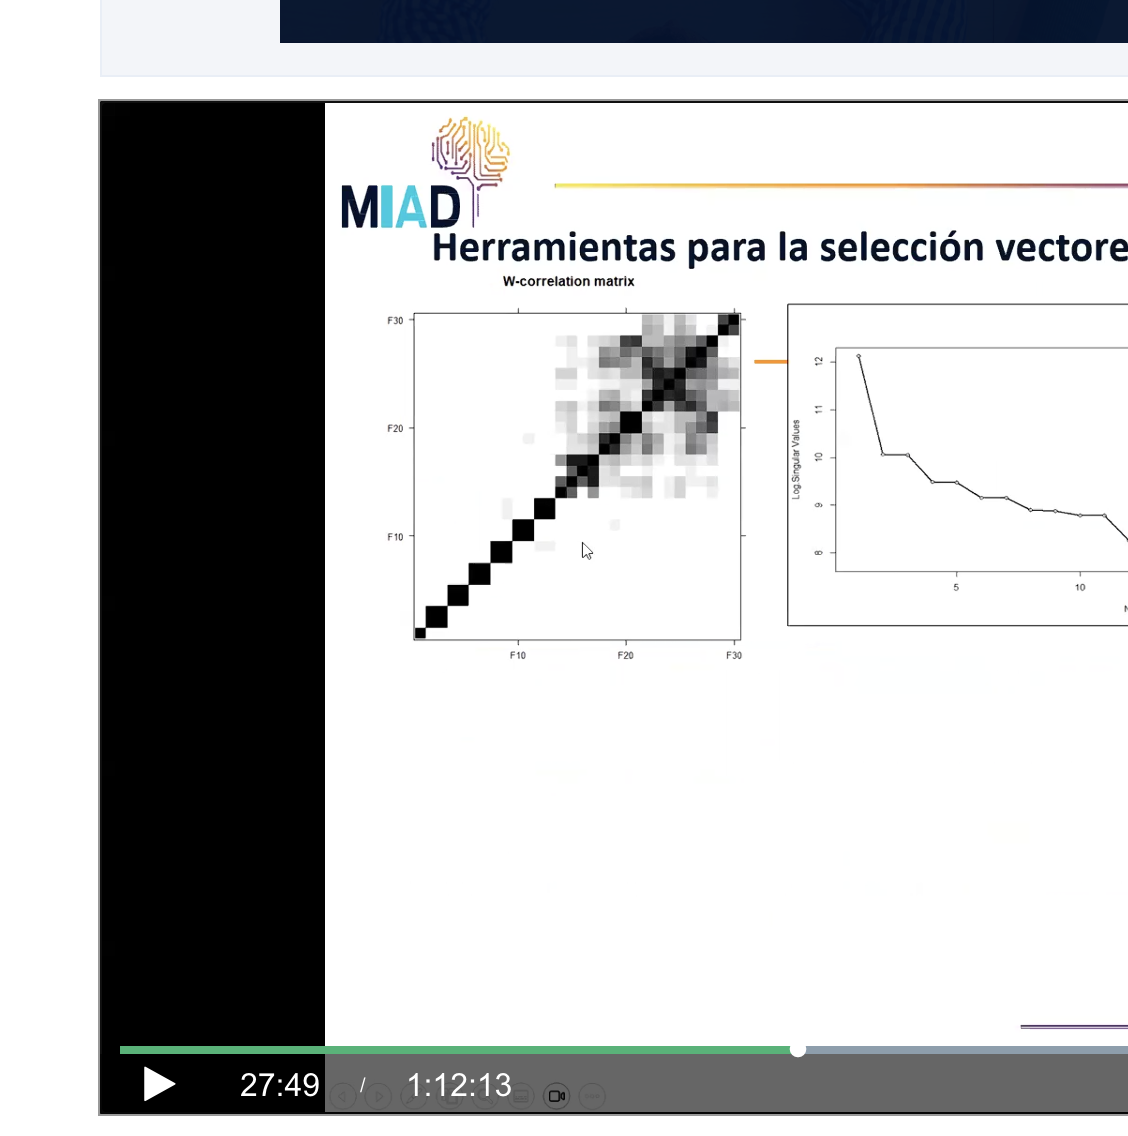 MIAD
Herramientas para la selección vectore
W-correlation matrix
F30
F20
F10
F10 F20 F30
Log.Singular.Values
12
11
10
9
8
5 10
N
27:49 / 1:12:13